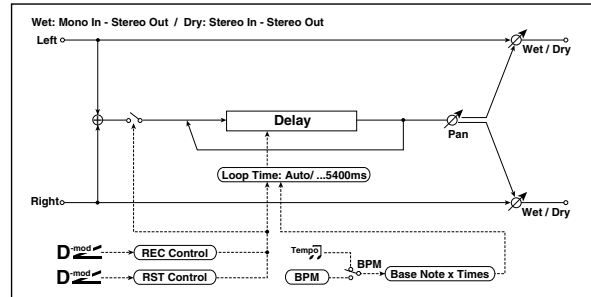 Wet: Mono In - Stereo Out / Dry: Stereo In - Stereo Out
Left
Wet / Dry
Delay
Pan
Loop Time: Auto/ ...5400ms
Right
Wet / Dry
D-mod
REC Control
Tempo
BPM
D-mod
RST Control
BPM
Base Note x Times